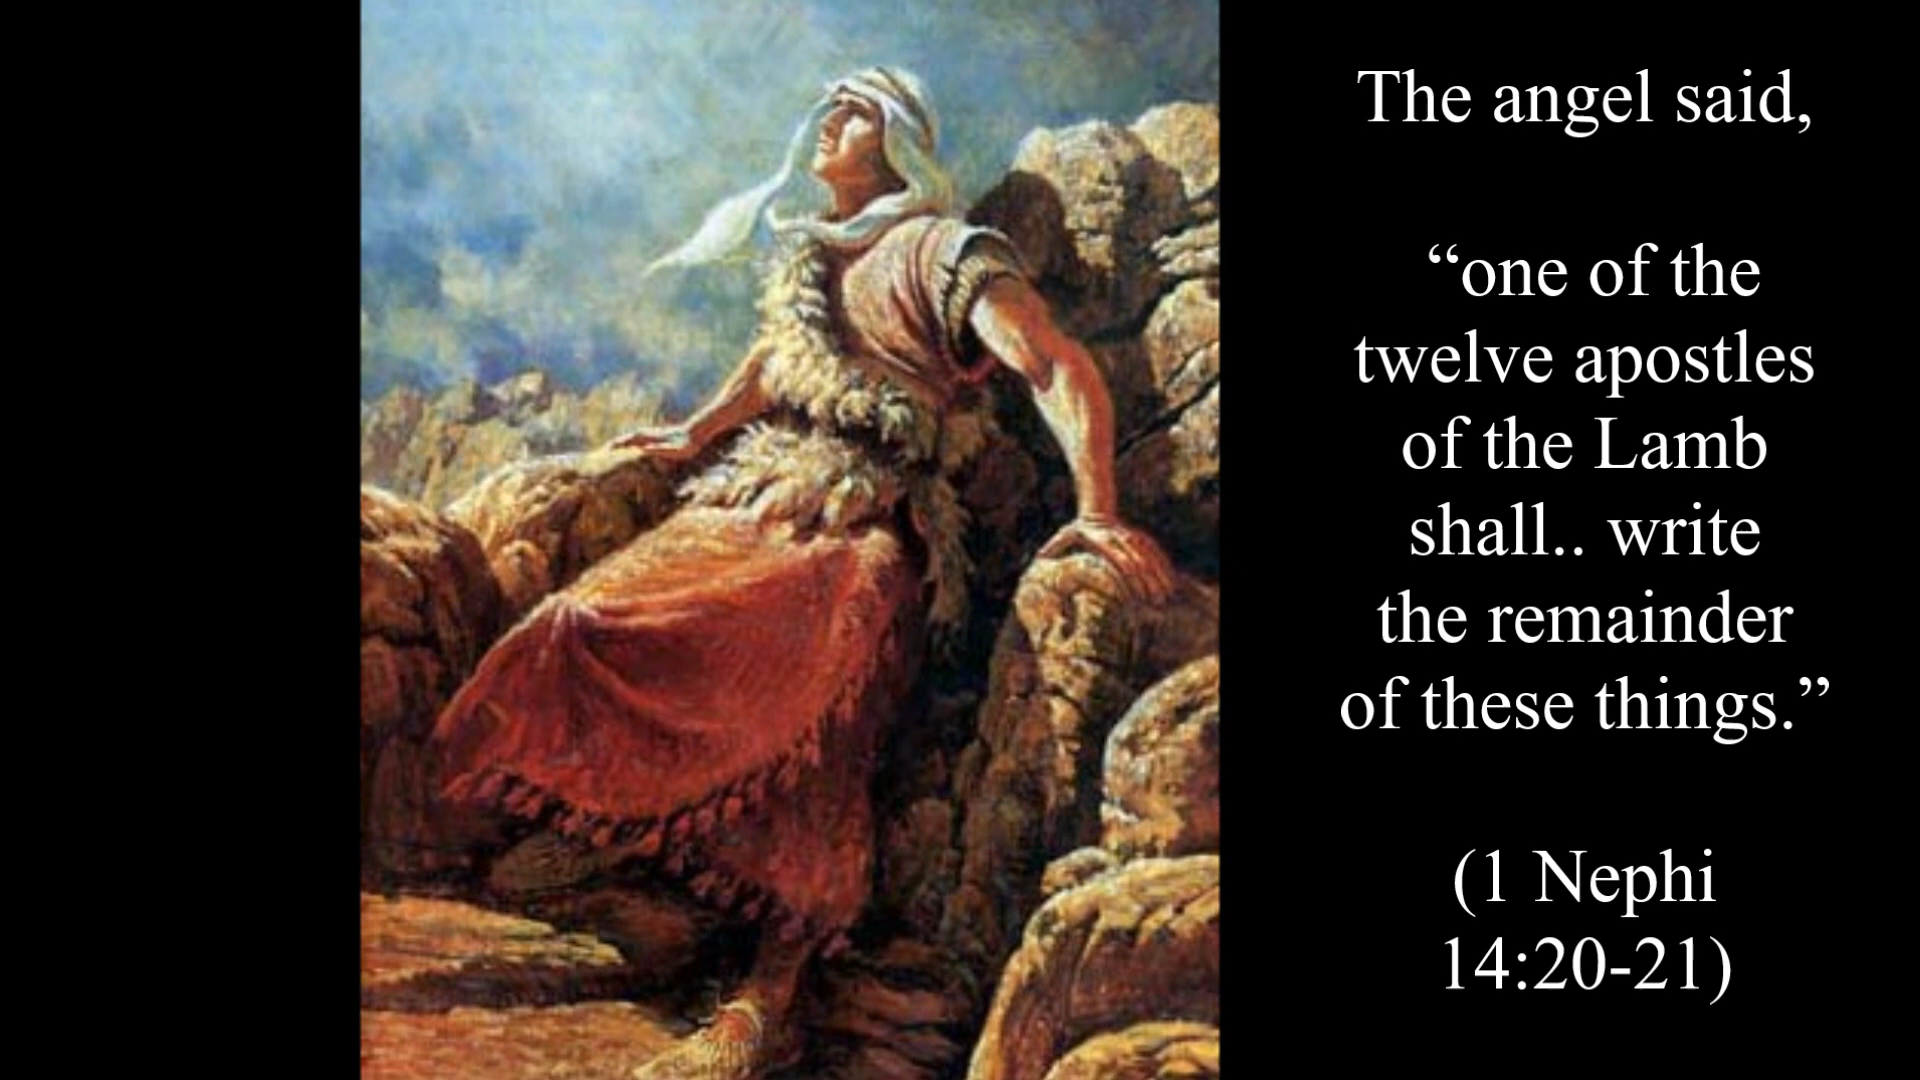 The angel said,
“one of the
twelve apostles
of the Lamb
shall.. write
the remainder
of these things.”
(1 Nephi
14:20-21)